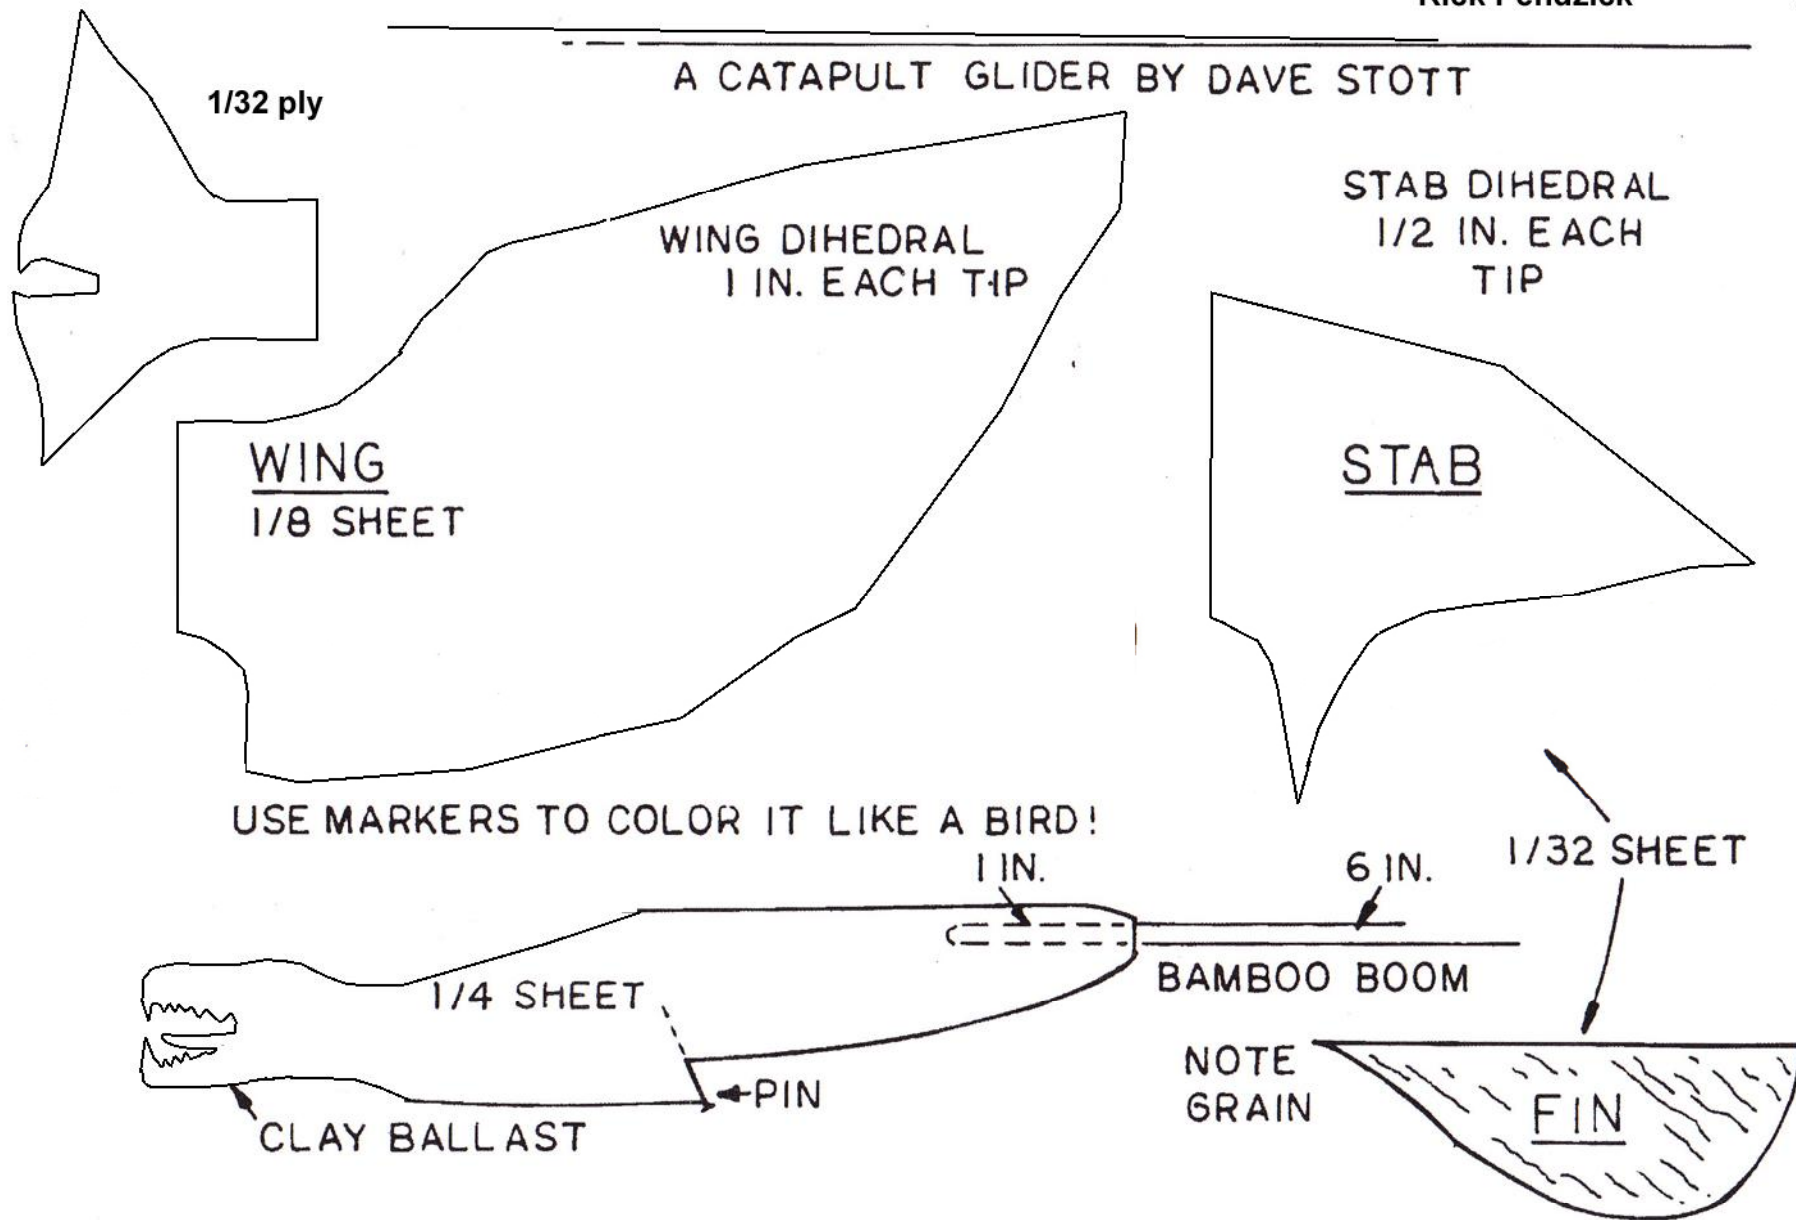 1/32 ply
A CATAPULT GLIDER BY DAVE STOTT
WING DIHEDRAL
1 IN. EACH TIP
STAB DIHEDRAL
1/2 IN. EACH
TIP
WING
1/8 SHEET
STAB
USE MARKERS TO COLOR IT LIKE A BIRD!
1 IN.
6 IN.
1/32 SHEET
1/4 SHEET
BAMBOO BOOM
PIN
NOTE
GRAIN
FIN
CLAY BALLAST